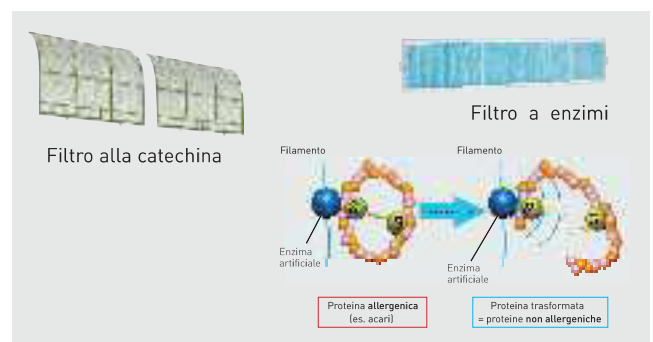 Filtro alla catechina
Filtro a enzimi
Filamento
Enzima
artificiale
Filamento
Enzima
artificiale
Proteina allergenica
(es. acari)
Proteina trasformata
= proteine non allergeniche